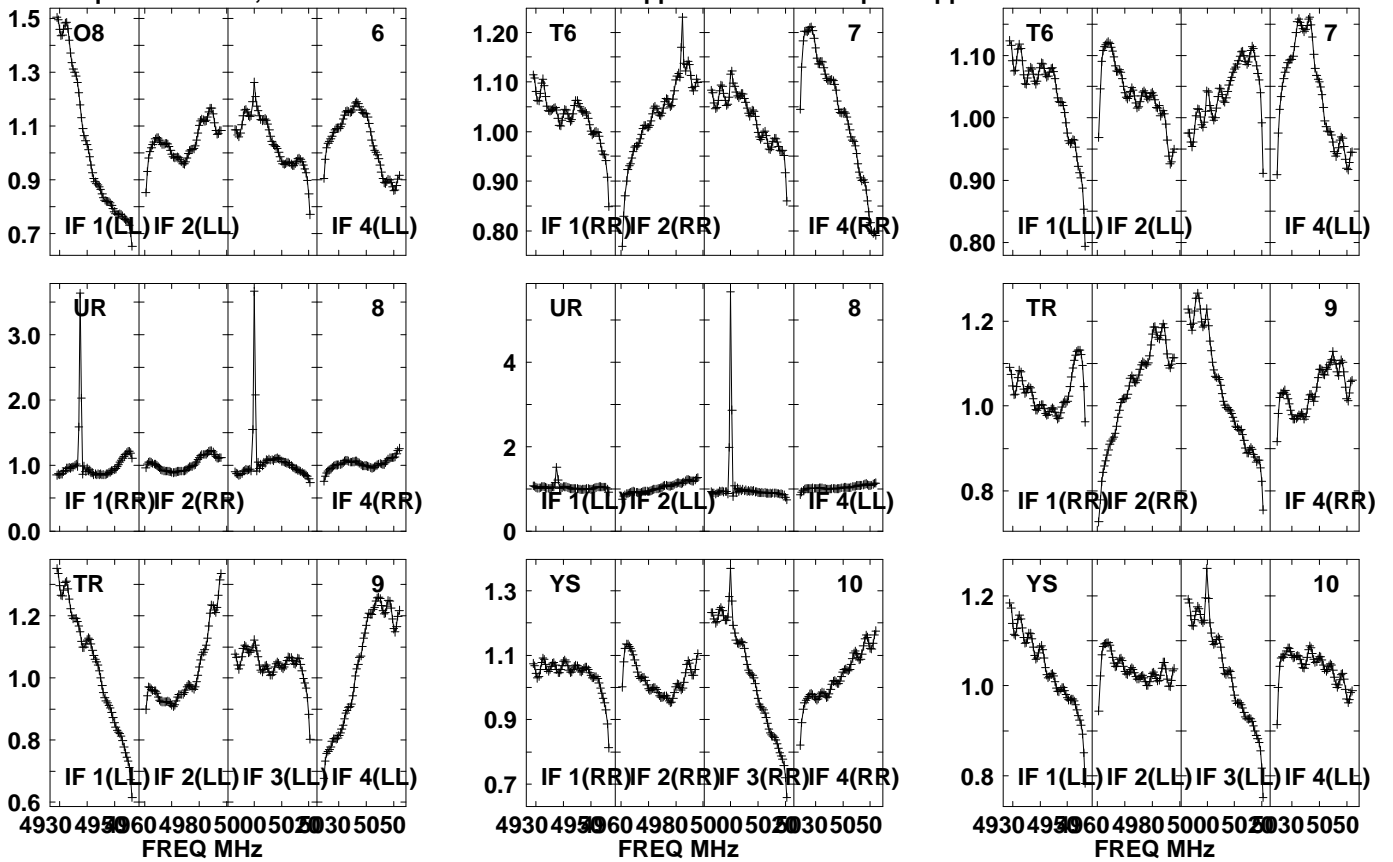 O8 6
1.5
1.3
1.1
0.9
0.7
IF 1(LL) IF 2(LL) IF 4(LL)
T6 7
1.20
1.10
1.00
0.90
0.80
IF 1(RR) IF 2(RR) IF 4(RR)
T6 7
1.10
1.00
0.90
0.80
IF 1(LL) IF 2(LL) IF 4(LL)
UR 8
3.0
2.0
1.0
0.0
IF 1(RR) IF 2(RR) IF 4(RR)
UR 8
4
2
0
IF 1(LL) IF 2(LL) IF 4(LL)
TR 9
1.2
1.0
0.8
IF 1(RR) IF 2(RR) IF 4(RR)
TR 9
1.2
1.0
0.8
0.6
IF 1(LL) IF 2(LL) IF 3(LL) IF 4(LL)
4930 4980 5000 5050
FREQ MHz
YS 10
1.3
1.1
0.9
0.7
IF 1(RR) IF 2(RR) IF 3(RR) IF 4(RR)
4930 4980 5000 5050
FREQ MHz
YS 10
1.2
1.0
0.8
IF 1(LL) IF 2(LL) IF 3(LL) IF 4(LL)
4930 4980 5000 5050
FREQ MHz